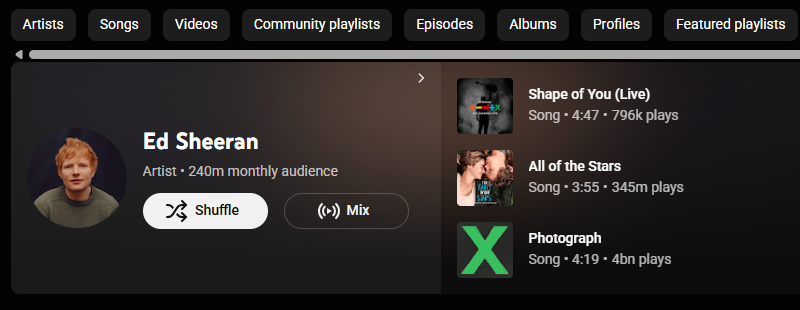 Artists
Songs
Videos
Community playlists
Episodes
Albums
Profiles
Featured playlists
Ed Sheeran
Artist • 240m monthly audience
Shuffle
Mix
Shape of You (Live)
Song • 4:47 • 796k plays
All of the Stars
Song • 3:55 • 345m plays
Photograph
Song • 4:19 • 4bn plays